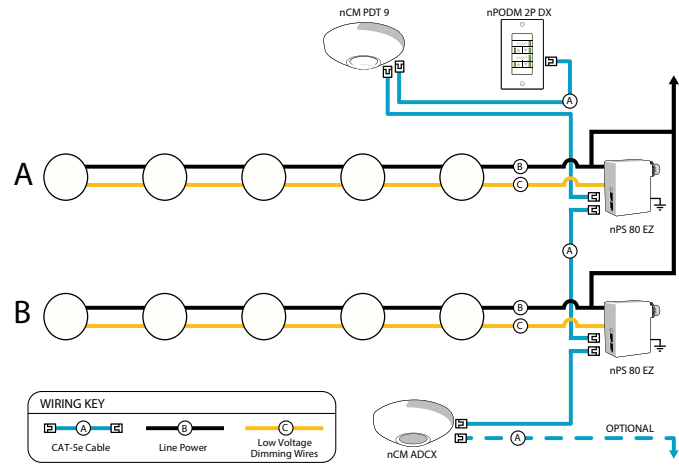 nCM PDT 9
nPODM 2P DX
A
A
B
C
nPS 80 EZ
A
B
B
C
nPS 80 EZ
WIRING KEY
A
B
C
CAT-5e Cable
Line Power
Low Voltage
Dimming Wires
nCM ADCX
A
OPTIONAL